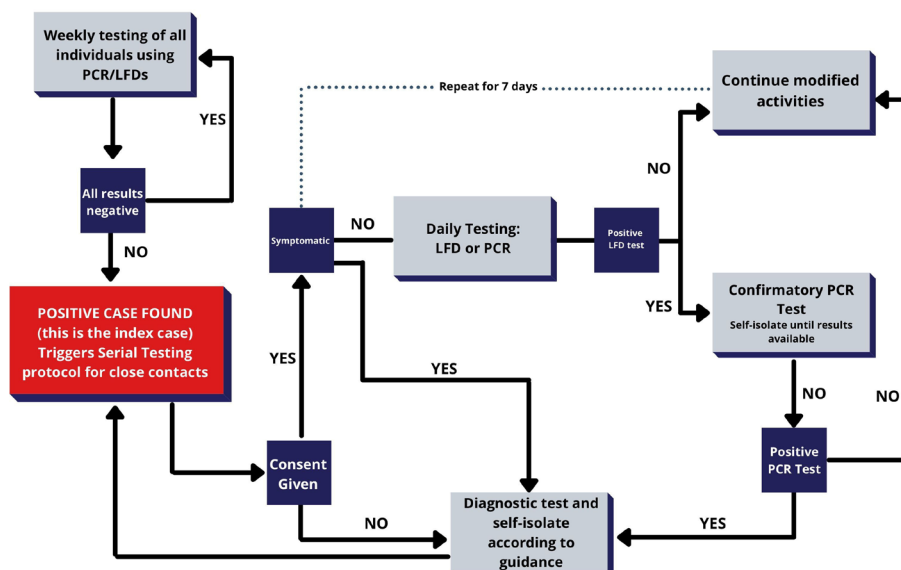 Weekly testing of all
individuals using
PCR/LFDs
YES
All results
negative
NO
POSITIVE CASE FOUND
(this is the index case)
Triggers Serial Testing
protocol for close contacts
Consent
Given
YES
NO
Symptomatic
NO
YES
Repeat for 7 days
Daily Testing:
LFD or PCR
Positive
LFD test
NO
YES
Continue modified
activities
Confirmatory PCR
Test
Self-isolate until results
available
NO
Positive
PCR Test
NO
YES
Diagnostic test and
self-isolate
according to
guidance